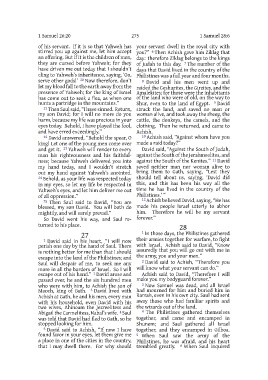 1 Samuel 26.20 275 1 Samuel 28.6
of his servant. If it is the LORD who has
stirred you up against me, let him accept
an offering; but if it is the children of men,
they are cursed before Yahweh; for they
have driven me out today that I shouldn't
cling to Yahweh's inheritance, saying, 'Go,
serve other gods!' 20 Now therefore, don't
let my blood fall to the earth away from the
presence of Yahweh; for the king of Israel
has come out to seek a flea, as when one
hunts a partridge in the mountains."
21 Then Saul said, "I have sinned. Return,
my son David; for I will no more do you
harm, because my life was precious in your
eyes today. Behold, I have played the fool,
and have erred exceedingly."
22 David answered, "Behold the spear, O
king! Let one of the young men come over
and get it. 23 Yahweh will render to every
man his righteousness and his faithful-
ness; because Yahweh delivered you into
my hand today, and I wouldn't stretch
out my hand against Yahweh's anointed.
24 Behold, as your life was respected today
in my eyes, so let my life be respected in
Yahweh's eyes, and let him deliver me out
of all oppression."
25 Then Saul said to David, "You are
blessed, my son David. You will both do
mightily, and will surely prevail."
So David went his way, and Saul re-
turned to his place.
27
1 David said in his heart, "I will now
perish one day by the hand of Saul. There
is nothing better for me than that I should
escape into the land of the Philistines; and
Saul will despair of me, to seek me any
more in all the borders of Israel. So I will
escape out of his hand." 2 David arose and
passed over, he and the six hundred men
who were with him, to Achish the son of
Maoch, king of Gath. 3 David lived with
Achish at Gath, he and his men, every man
with his household, even David with his
two wives, Ahinoam the Jezreelitess and
Abigail the Carmelitess, Nabal's wife. 4 Saul
was told that David had fled to Gath, so he
stopped looking for him.
5 David said to Achish, "If now I have
found favor in your eyes, let them give me
a place in one of the cities in the country,
that I may dwell there. For why should
your servant dwell in the royal city with
you?" 6 Then Achish gave him Ziklag that
day: therefore Ziklag belongs to the kings
of Judah to this day. 7 The number of the
days that David lived in the country of the
Philistines was a full year and four months.
8 David and his men went up and
raided the Geshurites, the Girzites, and the
Amalekites; for those were the inhabitants
of the land who were of old, on the way to
Shur, even to the land of Egypt. 9 David
struck the land, and saved no man or
woman alive, and took away the sheep, the
cattle, the donkeys, the camels, and the
clothing. Then he returned, and came to
Achish.
10 Achish said, "Against whom have you
made a raid today?"
David said, "Against the South of Judah,
against the South of the Jerahmeelites, and
against the South of the Kenites." 11 David
saved neither man nor woman alive, to
bring them to Gath, saying, "Lest they
should tell about us, saying, 'David did
this, and this has been his way all the
time he has lived in the country of the
Philistines.'"
12 Achish believed David, saying, "He has
made his people Israel utterly to abhor
him. Therefore he will be my servant
forever."
28
1 In those days, the Philistines gathered
their armies together for warfare, to fight
with Israel. Achish said to David, "Know
assuredly that you will go out with me in
the army, you and your men."
2 David said to Achish, "Therefore you
will know what your servant can do."
Achish said to David, "Therefore I will
make you my bodyguard forever."
3 Now Samuel was dead, and all Israel
had mourned for him and buried him in
Ramah, even in his own city. Saul had sent
away those who had familiar spirits and
the wizards out of the land.
4 The Philistines gathered themselves
together, and came and encamped in
Shunem; and Saul gathered all Israel
together, and they encamped in Gilboa.
5 When Saul saw the army of the
Philistines, he was afraid, and his heart
trembled greatly. 6 When Saul inquired